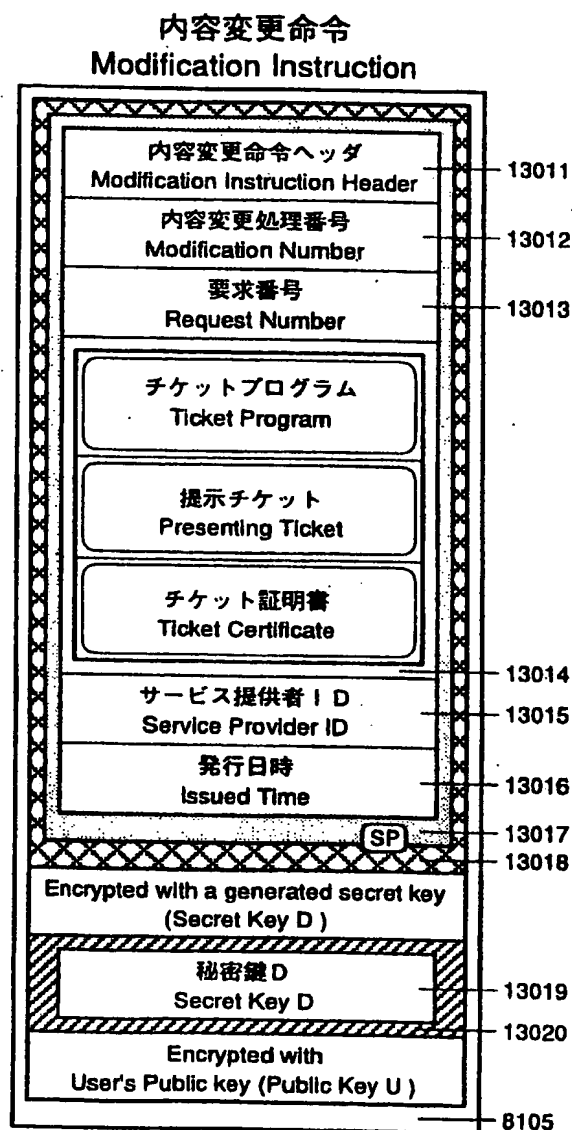 内容変更命令
Modification Instruction
内容変更命令ヘッダ
Modification Instruction Header
13011
内容変更処理番号
Modification Number
13012
要求番号
Request Number
13013
チケットプログラム
Ticket Program
提示チケット
Presenting Ticket
チケット証明書
Ticket Certificate
13014
サービス提供者ID
Service Provider ID
13015
発行日時
Issued Time
13016
SP
13017
13018
Encrypted with a generated secret key
(Secret Key D )
秘密鍵D
Secret Key D
13019
13020
Encrypted with
User's Public key (Public Key U )
8105